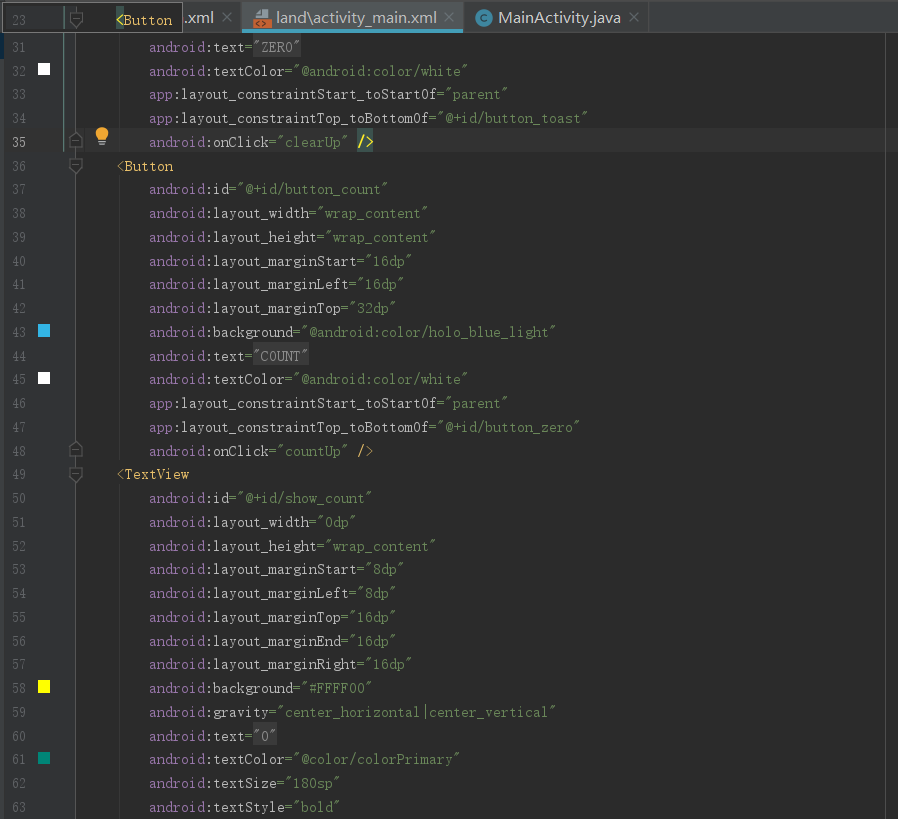 23 <Button .xml land\activity_main.xml MainActivity.java
31 android:text="ZERO"
32 android:textColor="@android:color/white"
33 app:layout_constraintStart_toStartOf="parent"
34 app:layout_constraintTop_toBottomOf="@+id/button_toast"
35 android:onClick="clearUp" />
36 <Button
37 android:id="@+id/button_count"
38 android:layout_width="wrap_content"
39 android:layout_height="wrap_content"
40 android:layout_marginStart="16dp"
41 android:layout_marginLeft="16dp"
42 android:layout_marginTop="32dp"
43 android:background="@android:color/holo_blue_light"
44 android:text="COUNT"
45 android:textColor="@android:color/white"
46 app:layout_constraintStart_toStartOf="parent"
47 app:layout_constraintTop_toBottomOf="@+id/button_zero"
48 android:onClick="countUp" />
49 <TextView
50 android:id="@+id/show_count"
51 android:layout_width="0dp"
52 android:layout_height="wrap_content"
53 android:layout_marginStart="8dp"
54 android:layout_marginLeft="8dp"
55 android:layout_marginTop="16dp"
56 android:layout_marginEnd="16dp"
57 android:layout_marginRight="16dp"
58 android:background="#FFFF00"
59 android:gravity="center_horizontal|center_vertical"
60 android:text="0"
61 android:textColor="@color/colorPrimary"
62 android:textSize="180sp"
63 android:textStyle="bold"